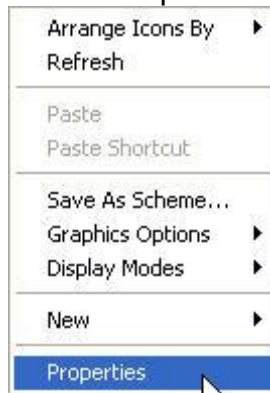 Arrange Icons By
Refresh
Paste
Paste Shortcut
Save As Scheme...
Graphics Options
Display Modes
New
Properties